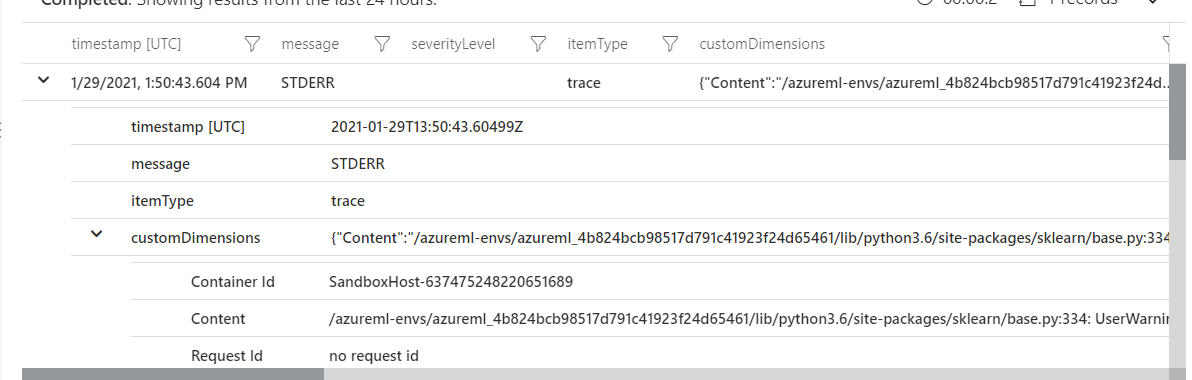 Completed. Showing results from the last 24 hours. 00:00.2 1 records
timestamp [UTC] message severityLevel itemType customDimensions
1/29/2021, 1:50:43.604 PM STDERR trace {"Content":"/azureml-envs/azureml_4b824bcb98517d791c41923f24d...
timestamp [UTC] 2021-01-29T13:50:43.60499Z
message STDERR
itemType trace
customDimensions {"Content":"/azureml-envs/azureml_4b824bcb98517d791c41923f24d65461/lib/python3.6/site-packages/sklearn/base.py:334
Container Id SandboxHost-637475248220651689
Content /azureml-envs/azureml_4b824bcb98517d791c41923f24d65461/lib/python3.6/site-packages/sklearn/base.py:334: UserWarnin
Request Id no request id